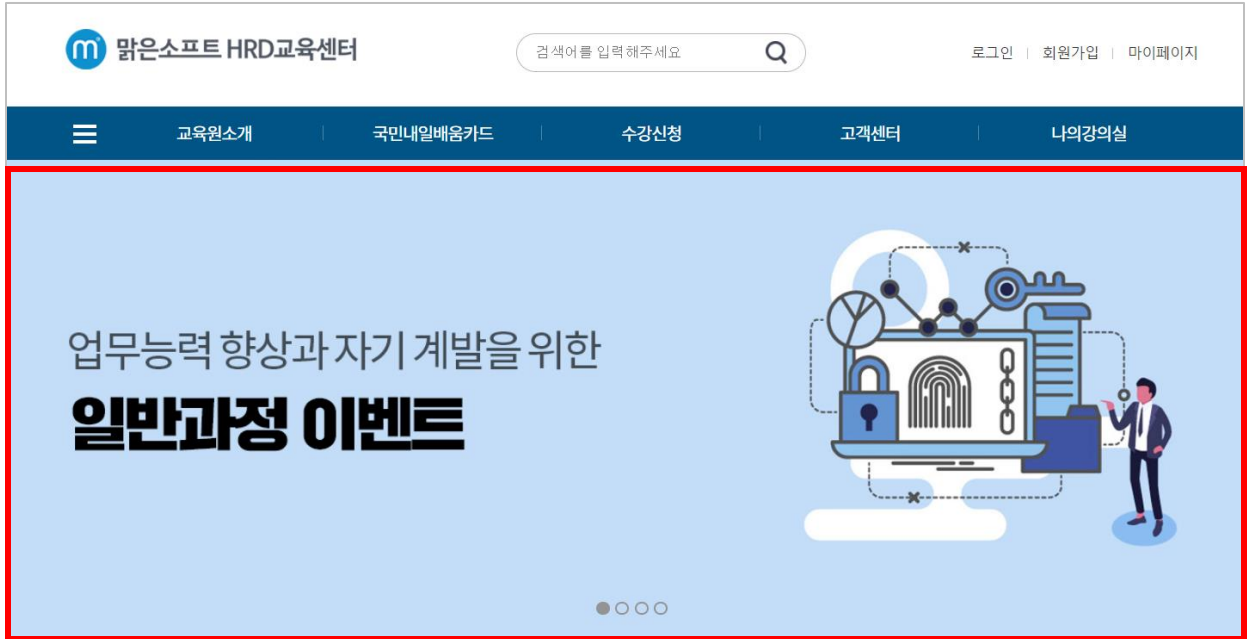 맑은소프트 HRD교육센터
검색어를 입력해주세요
로그인 | 회원가입 | 마이페이지
교육원소개 | 국민내일배움카드 | 수강신청 | 고객센터 | 나의강의실
업무능력 향상과 자기 계발을 위한
일반과정 이벤트